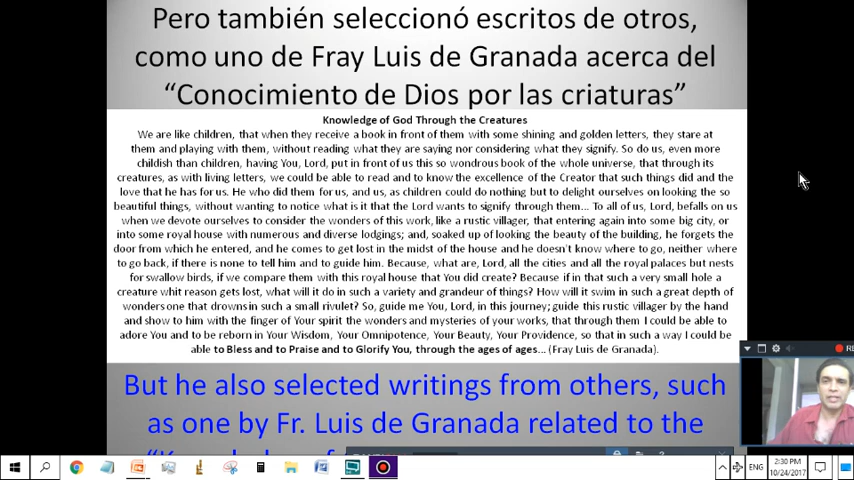 Pero también seleccionó escritos de otros,
como uno de Fray Luis de Granada acerca del
“Conocimiento de Dios por las criaturas”
Knowledge of God Through the Creatures
We are like children, that when they receive a book in front of them with some shining and golden letters, they stare at
them and playing with them, without reading what they are saying nor considering what they signify. So do us, even more
childish than children, having You, Lord, put in front of us this so wondrous book of the whole universe, that through its
creatures, as with living letters, we could be able to read and to know the excellence of the Creator that such things did and the
love that he has for us. He who did them for us, and us, as children could do nothing but to delight ourselves on looking the so
beautiful things, without wanting to notice what is it that the Lord wants to signify through them... To all of us, Lord, befalls on us
when we devote ourselves to consider the wonders of this work, like a rustic villager, that entering again into some big city, or
into some royal house with numerous and diverse lodgings; and, soaked up of looking the beauty of the building, he forgets the
door from which he entered, and he comes to get lost in the midst of the house and he doesn't know where to go, neither where
to go back, if there is none to tell him and to guide him. Because, what are, Lord, all the cities and all the royal palaces but nests
for swallow birds, if we compare them with this royal house that You did create? Because if in that such a very small hole a
creature whit reason gets lost, what will it do in such a variety and grandeur of things? How will it swim in such a great depth of
wonders one that drowns in such a small rivulet? So, guide me You, Lord, in this journey; guide this rustic villager by the hand
and show to him with the finger of Your spirit the wonders and mysteries of your works, that through them I could be able to
adore You and to be reborn in Your Wisdom, Your Omnipotence, Your Beauty, Your Providence, so that in such a way I could be
able to Bless and to Praise and to Glorify You, through the ages of ages... (Fray Luis de Granada).
But he also selected writings from others, such
as one by Fr. Luis de Granada related to the
ENG
2:30 PM
10/24/2017